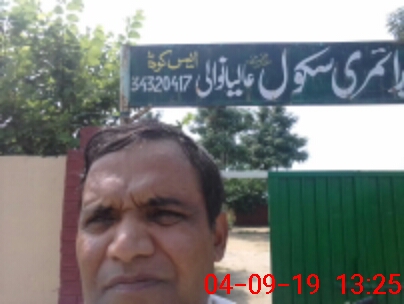 پرائمری سکول عالیانوالی ایس کوڈ
34320417
04-09-19 13:25